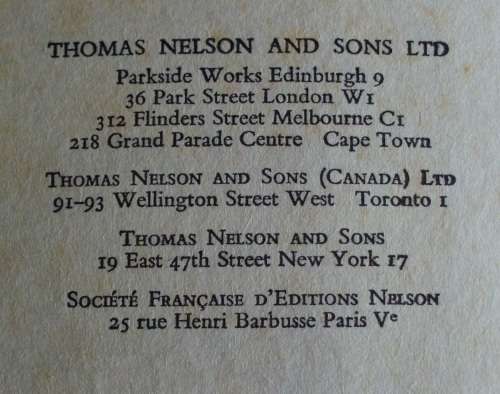 THOMAS NELSON AND SONS LTD
Parkside Works Edinburgh 9
36 Park Street London W1
312 Flinders Street Melbourne C1
218 Grand Parade Centre Cape Town
THOMAS NELSON AND SONS (CANADA) LTD
91–93 Wellington Street West Toronto 1
THOMAS NELSON AND SONS
19 East 47th Street New York 17
SOCIÉTÉ FRANÇAISE D'EDITIONS NELSON
25 rue Henri Barbusse Paris Ve